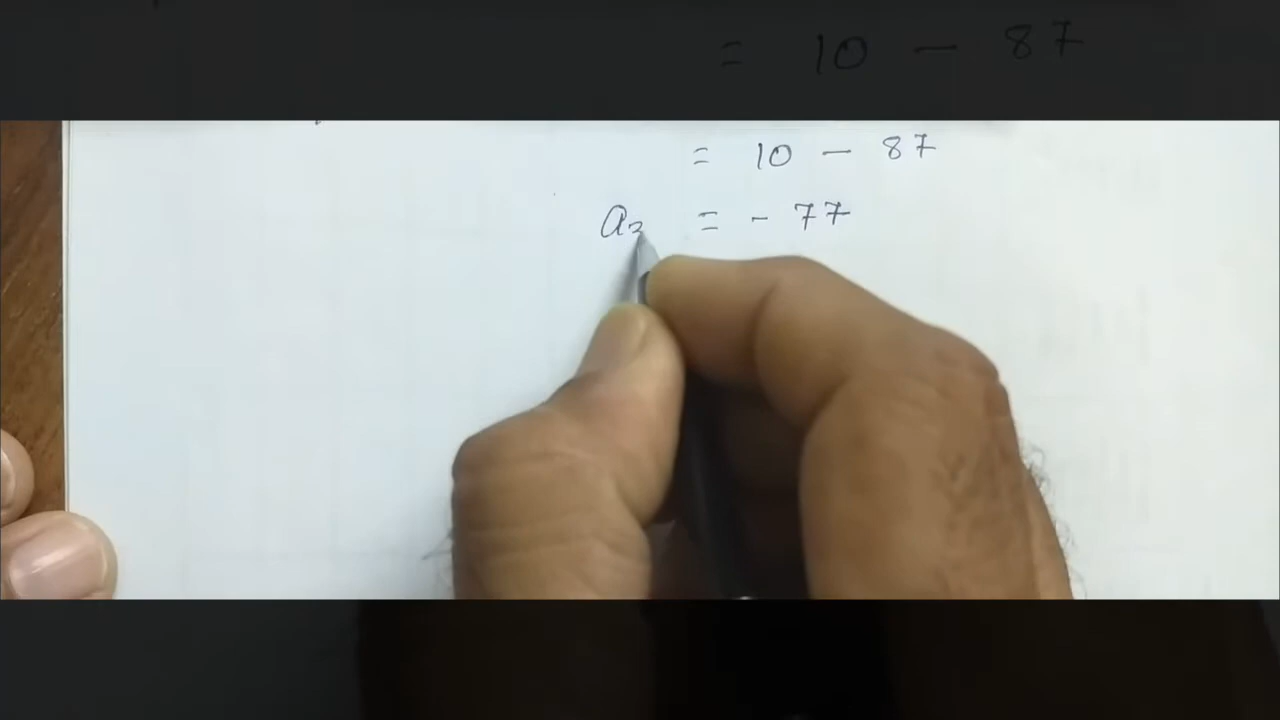 = 10 - 87
= 10 - 87
a3 = - 77